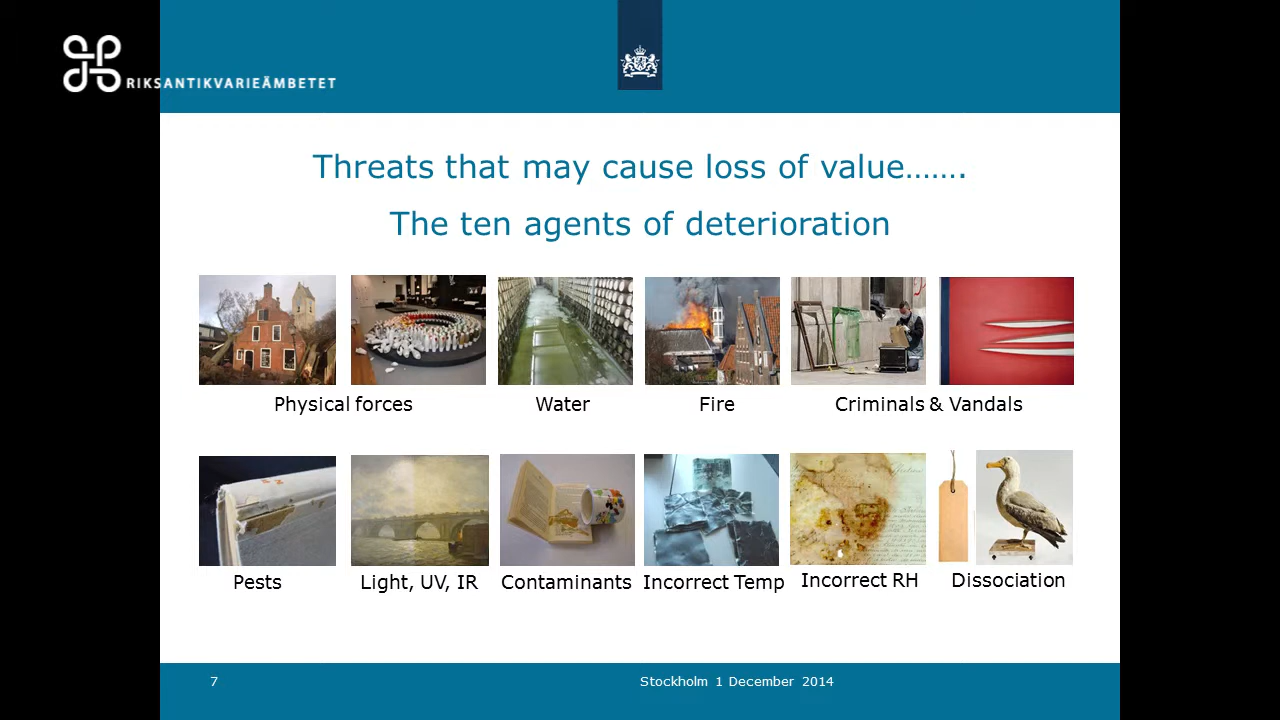 RIKSANTIKVARIEÄMBETET
Threats that may cause loss of value…….
The ten agents of deterioration
Physical forces
Water
Fire
Criminals & Vandals
Pests
Light, UV, IR
Contaminants
Incorrect Temp
Incorrect RH
Dissociation
7
Stockholm 1 December 2014